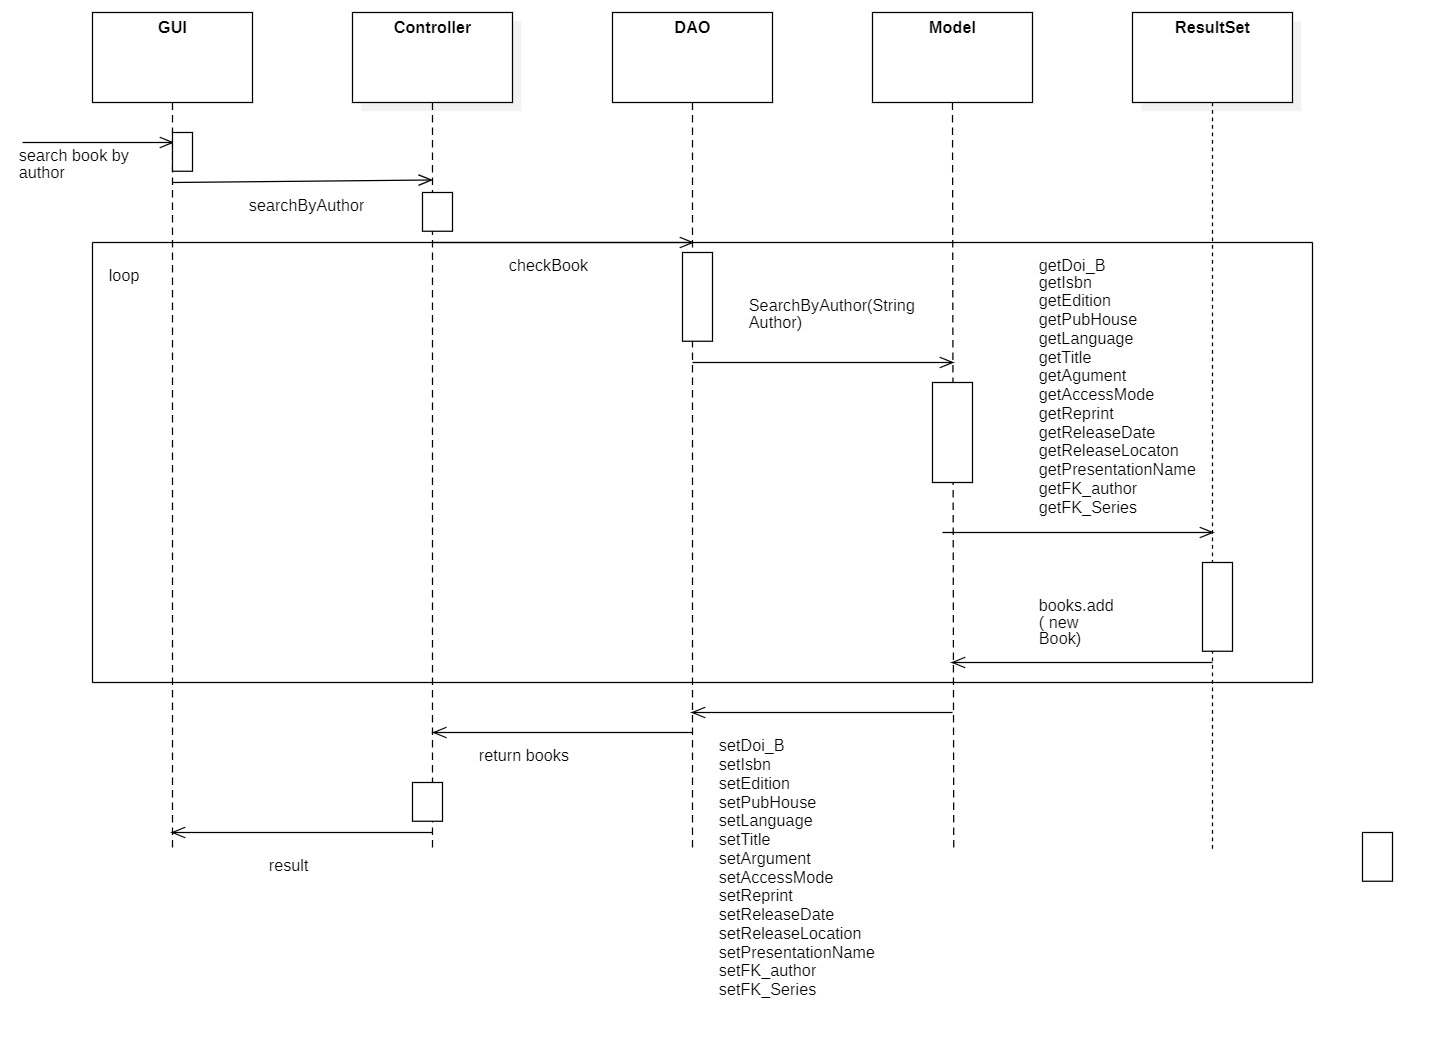 GUI
Controller
DAO
Model
ResultSet
search book by
author
searchByAuthor
loop
checkBook
SearchByAuthor(String
Author)
getDoi_B
getIsbn
getEdition
getPubHouse
getLanguage
getTitle
getAgument
getAccessMode
getReprint
getReleaseDate
getReleaseLocaton
getPresentationName
getFK_author
getFK_Series
books.add
( new
Book)
return books
setDoi_B
setIsbn
setEdition
setPubHouse
setLanguage
setTitle
setArgument
setAccessMode
setReprint
setReleaseDate
setReleaseLocation
setPresentationName
setFK_author
setFK_Series
result